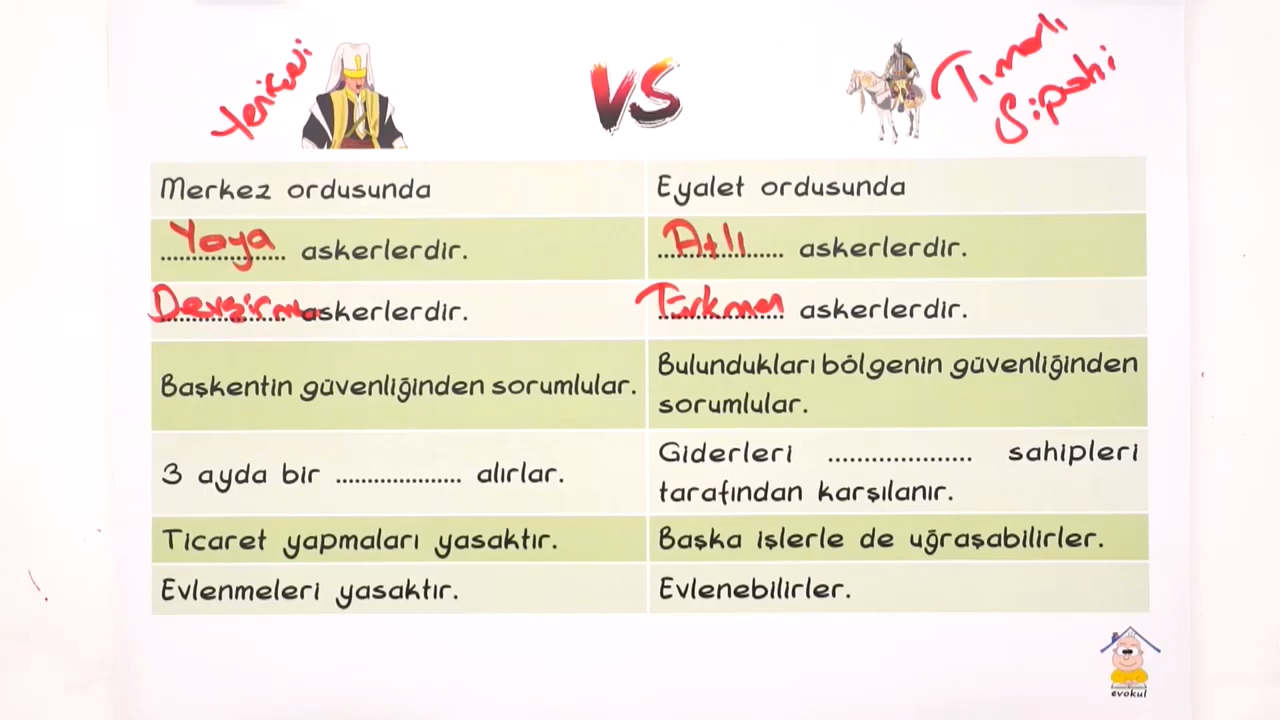 Yeniçeri
VS
Tımarlı
Sipahi
Merkez ordusunda
Eyalet ordusunda
Yaya askerlerdir.
Atlı askerlerdir.
Devşirme askerlerdir.
Türkmen askerlerdir.
Başkentin güvenliğinden sorumlular.
Bulundukları bölgenin güvenliğinden
sorumlular.
3 ayda bir .................... alırlar.
Giderleri ....................... sahipleri
tarafından karşılanır.
Ticaret yapmaları yasaktır.
Başka işlerle de uğraşabilirler.
Evlenmeleri yasaktır.
Evlenebilirler.
evokul